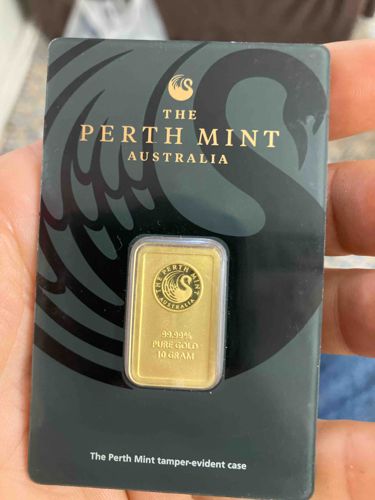 THE
PERTH MINT
AUSTRALIA
THE PERTH MINT
AUSTRALIA
99.99%
PURE GOLD
10 GRAM
The Perth Mint tamper-evident case